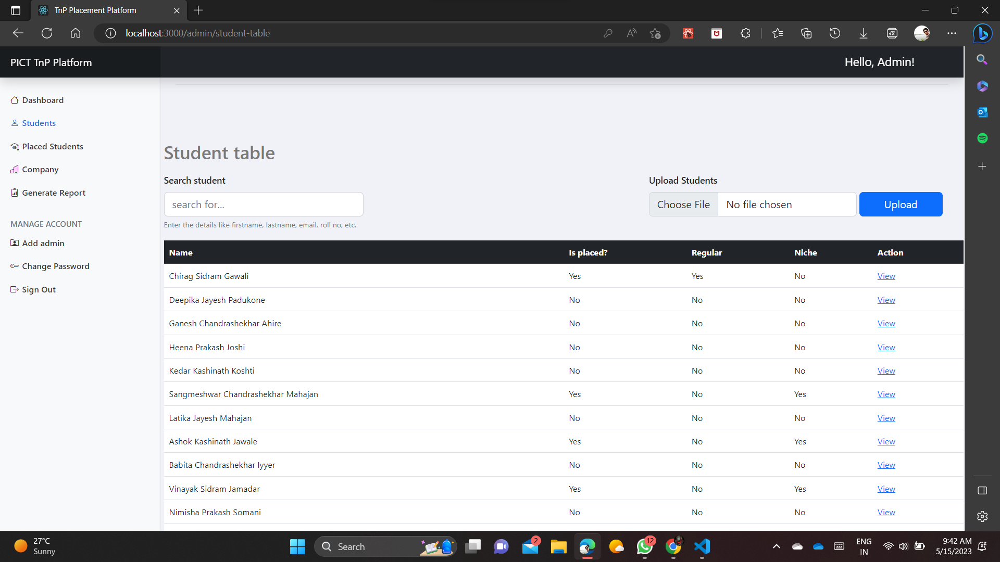 TnP Placement Platform
localhost:3000/admin/student-table
PICT TnP Platform
Hello, Admin!
Dashboard
Students
Placed Students
Company
Generate Report
MANAGE ACCOUNT
Add admin
Change Password
Sign Out
Student table
Search student
Upload Students
search for...
Choose File No file chosen Upload
Enter the details like firstname, lastname, email, roll no, etc.
Name Is placed? Regular Niche Action
Chirag Sidram Gawali Yes Yes No View
Deepika Jayesh Padukone No No No View
Ganesh Chandrashekhar Ahire No No No View
Heena Prakash Joshi No No No View
Kedar Kashinath Koshti No No No View
Sangmeshwar Chandrashekhar Mahajan Yes No Yes View
Latika Jayesh Mahajan No No No View
Ashok Kashinath Jawale Yes No Yes View
Babita Chandrashekhar Iyyer No No No View
Vinayak Sidram Jamadar Yes No Yes View
Nimisha Prakash Somani No No No View
27°C
Sunny
Search
2
12
ENG
IN
9:42 AM
5/15/2023